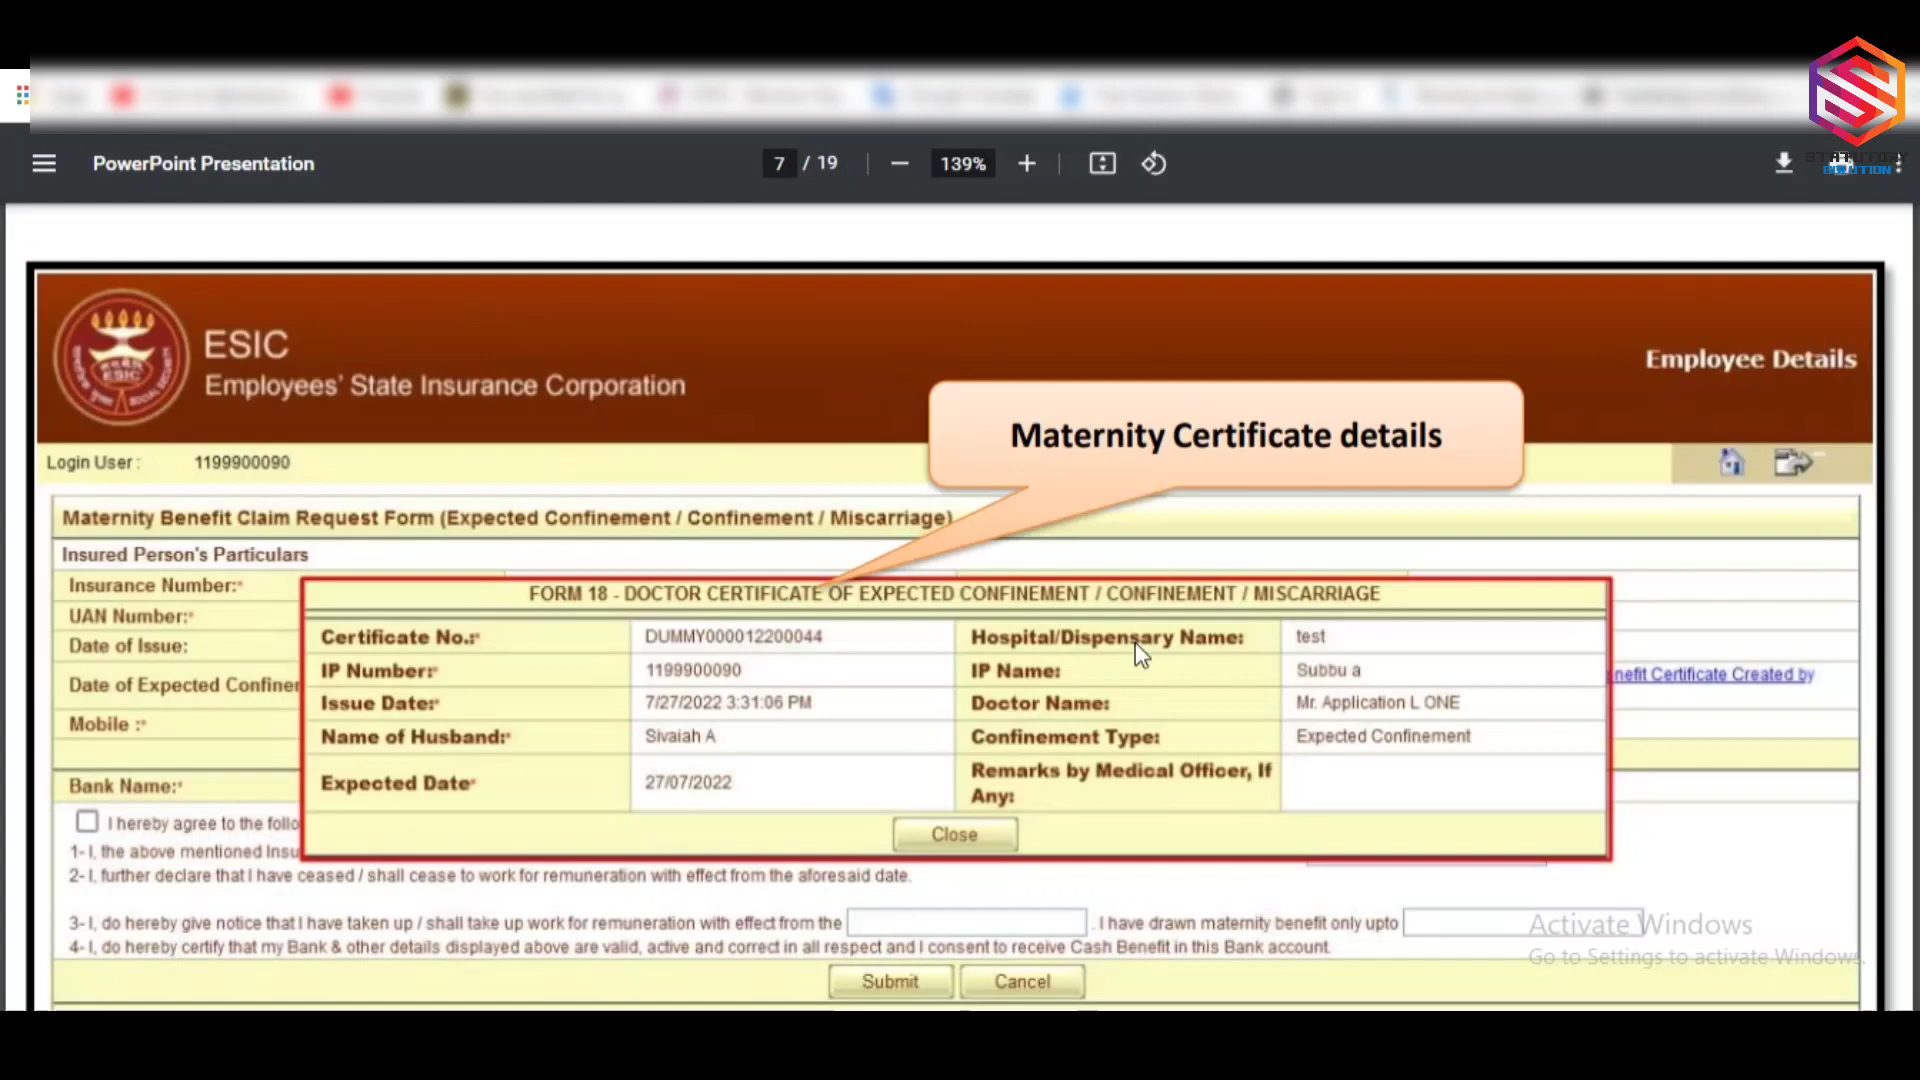 PowerPoint Presentation
7 / 19
139%
STATUTORY
SOLUTION
ESIC
Employees' State Insurance Corporation
Employee Details
Maternity Certificate details
Login User : 1199900090
Maternity Benefit Claim Request Form (Expected Confinement / Confinement / Miscarriage)
Insured Person's Particulars
Insurance Number:*
UAN Number:*
Date of Issue:
Date of Expected Confiner
nefit Certificate Created by
Mobile :*
Bank Name:*
FORM 18 - DOCTOR CERTIFICATE OF EXPECTED CONFINEMENT / CONFINEMENT / MISCARRIAGE
Certificate No.:* DUMMY000012200044 Hospital/Dispensary Name: test
IP Number:* 1199900090 IP Name: Subbu a
Issue Date:* 7/27/2022 3:31:06 PM Doctor Name: Mr. Application L ONE
Name of Husband:* Sivaiah A Confinement Type: Expected Confinement
Expected Date* 27/07/2022 Remarks by Medical Officer, If
Any:
Close
I hereby agree to the follo
1- I, the above mentioned Insu
2- I, further declare that I have ceased / shall cease to work for remuneration with effect from the aforesaid date.
3- I, do hereby give notice that I have taken up / shall take up work for remuneration with effect from the . I have drawn maternity benefit only upto
4- I, do hereby certify that my Bank & other details displayed above are valid, active and correct in all respect and I consent to receive Cash Benefit in this Bank account.
Submit Cancel
Activate Windows
Go to Settings to activate Windows.